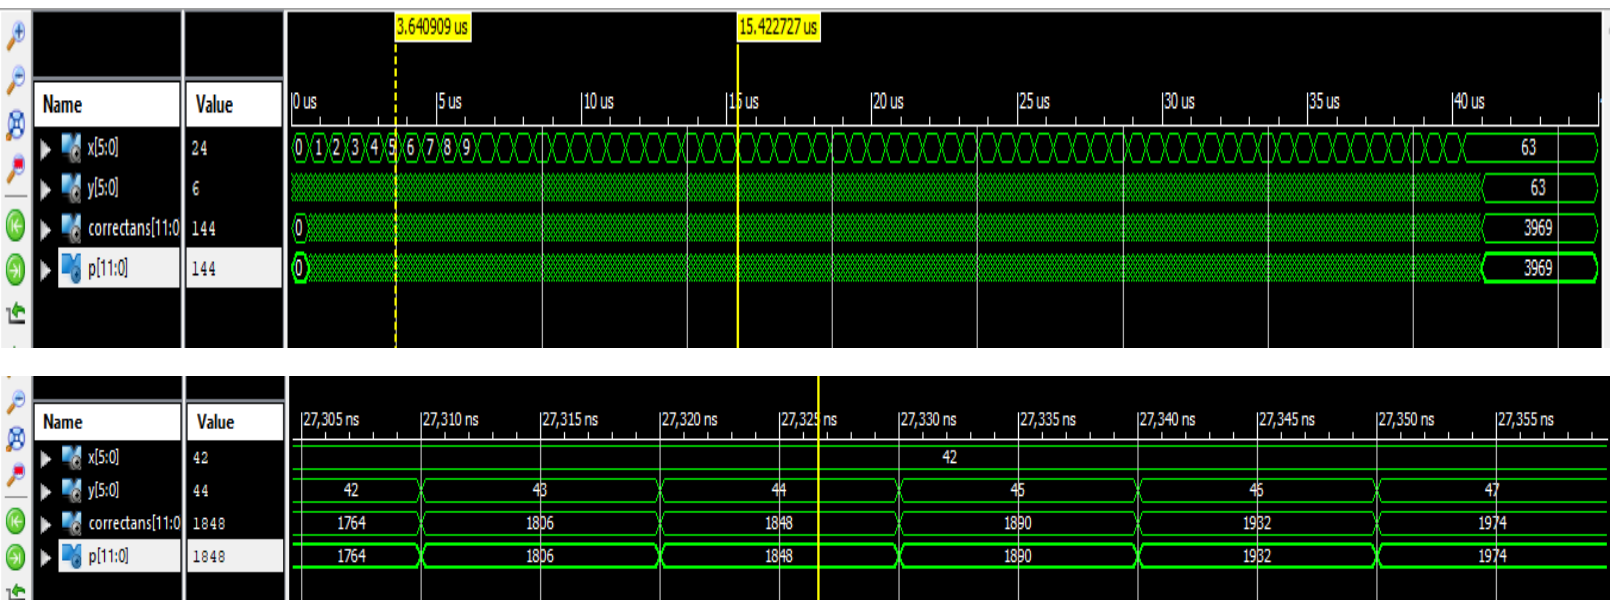 3.640909 us 15.422727 us
Name Value 0 us 5 us 10 us 15 us 20 us 25 us 30 us 35 us 40 us
x[5:0] 24 0 1 2 3 4 5 6 7 8 9 63
y[5:0] 6 63
correctans[11:0 144 0 3969
p[11:0] 144 0 3969
Name Value 27,305 ns 27,310 ns 27,315 ns 27,320 ns 27,325 ns 27,330 ns 27,335 ns 27,340 ns 27,345 ns 27,350 ns 27,355 ns
x[5:0] 42 42
y[5:0] 44 42 43 44 45 46 47
correctans[11:0 1848 1764 1806 1848 1890 1932 1974
p[11:0] 1848 1764 1806 1848 1890 1932 1974